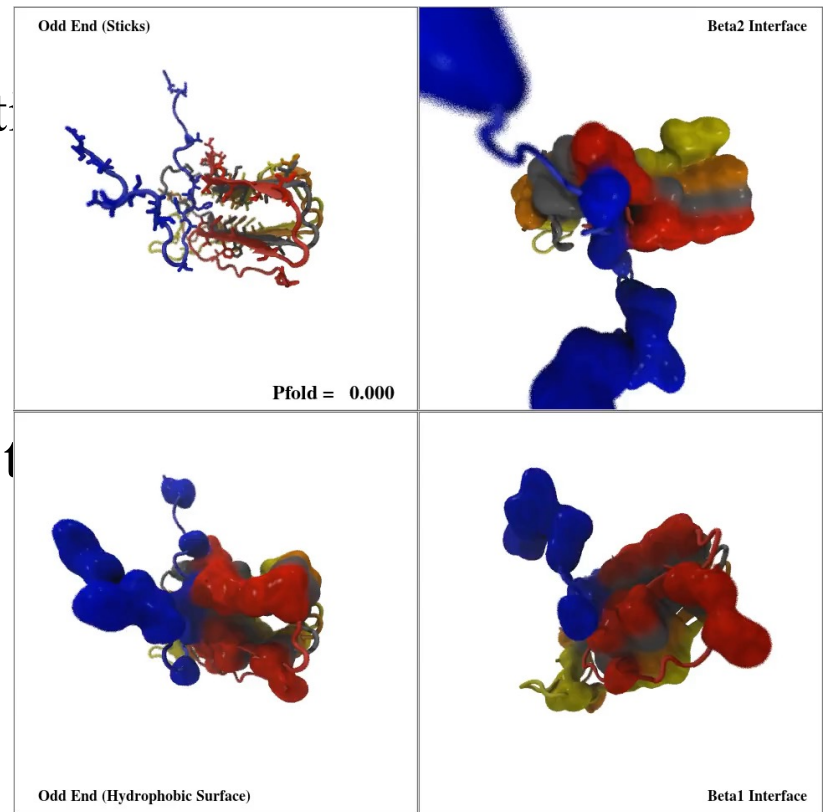 Odd End (Sticks)
Beta2 Interface
Pfold = 0.000
Odd End (Hydrophobic Surface)
Beta1 Interface